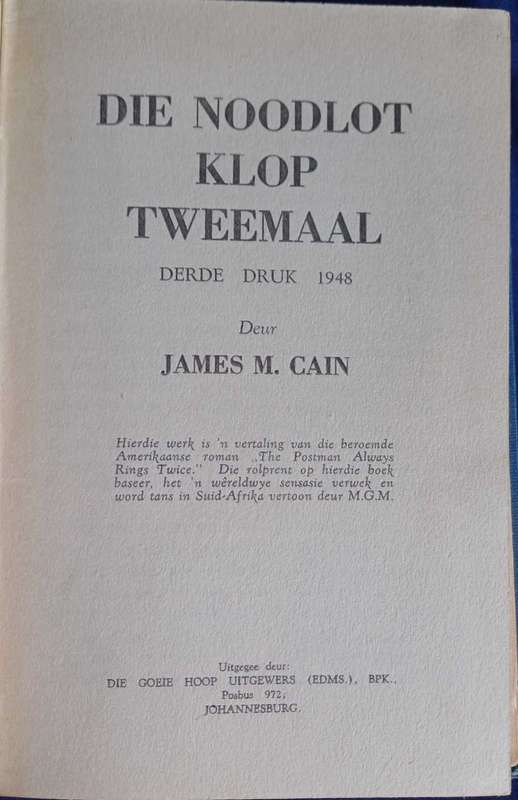 DIE NOODLOT
KLOP
TWEEMAAL
DERDE DRUK 1948
Deur
JAMES M. CAIN
Hierdie werk is 'n vertaling van die beroemde
Amerikaanse roman „The Postman Always
Rings Twice.” Die rolprent op hierdie boek
baseer, het 'n wêreldwye sensasie verwek en
word tans in Suid-Afrika vertoon deur M.G.M.
Uitgegee deur:
DIE GOEIE HOOP UITGEWERS (EDMS.), BPK.,
Posbus 972,
JOHANNESBURG.